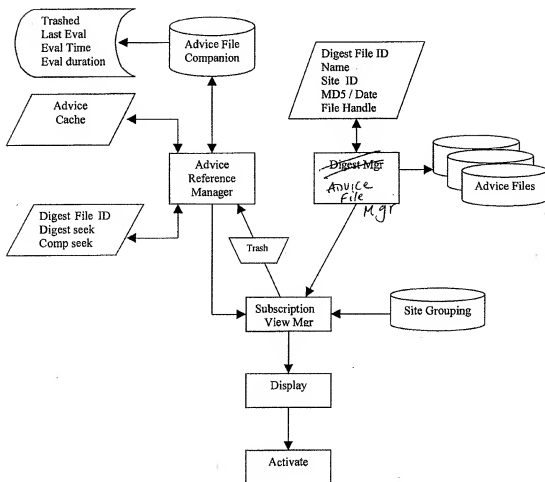 Trashed
Last Eval
Eval Time
Eval duration
Advice File
Companion
Digest File ID
Name
Site ID
MD5 / Date
File Handle
Advice
Cache
Advice
Reference
Manager
Digest Mgr
ADVICE
File
Mgr
Advice Files
Digest File ID
Digest seek
Comp seek
Trash
Subscription
View Mgr
Site Grouping
Display
Activate